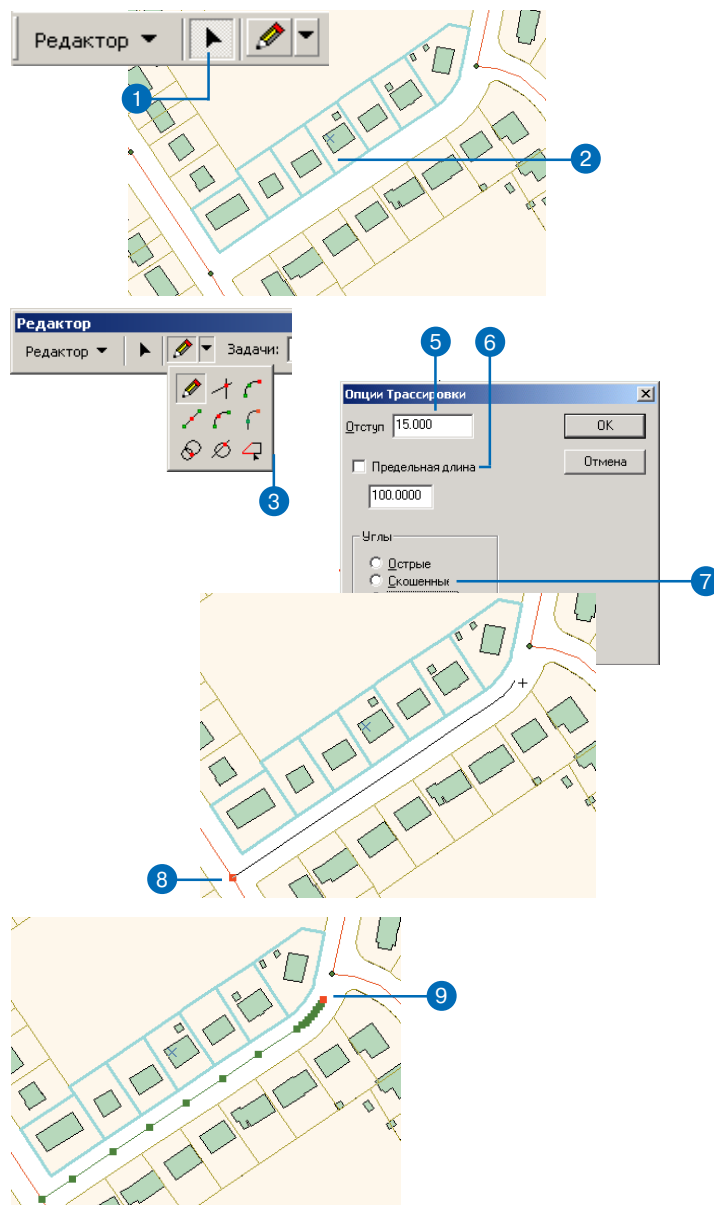 Редактор
1
2
Редактор
Редактор
Задачи:
3
5
6
Опции Трассировки
Отступ 15.000
OK
Предельная длина
Отмена
100.0000
Углы
Острые
Скошенные
7
8
9